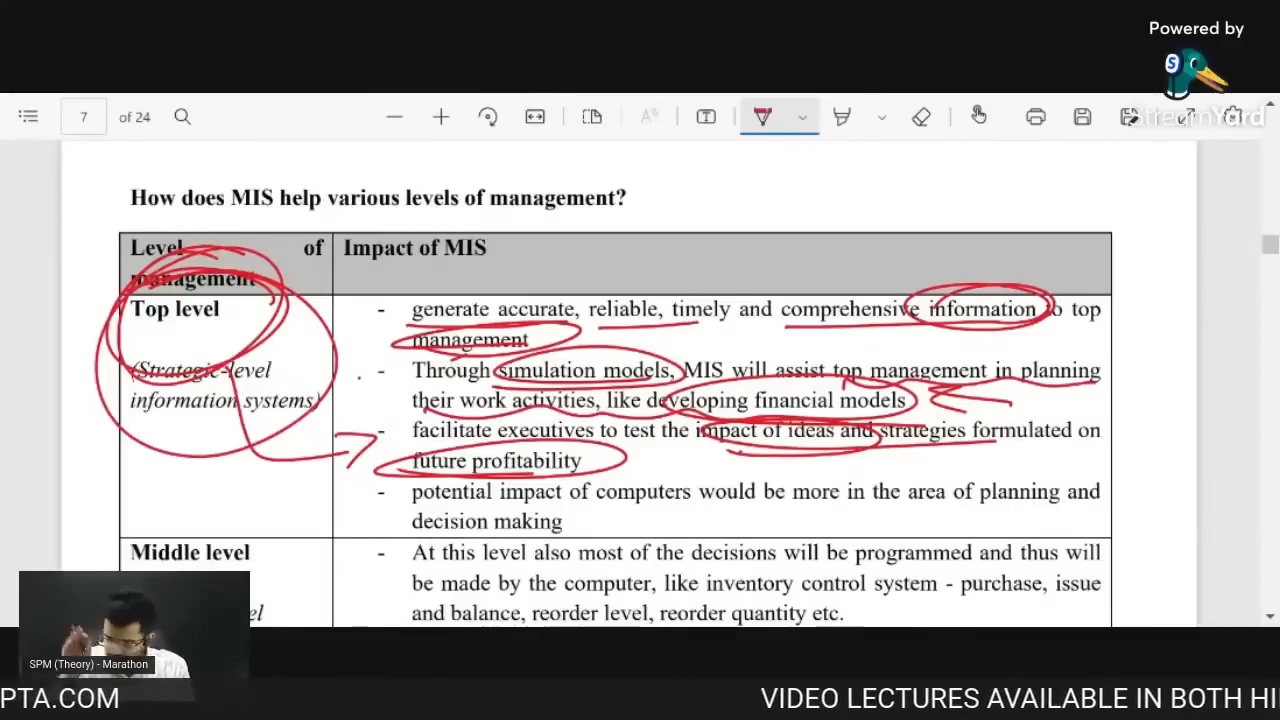 Powered by
S
StreamYard
7 of 24
How does MIS help various levels of management?
Level of management
Impact of MIS
Top level
(Strategic-level
information systems)
- generate accurate, reliable, timely and comprehensive information to top
management
- Through simulation models, MIS will assist top management in planning
their work activities, like developing financial models
- facilitate executives to test the impact of ideas and strategies formulated on
future profitability
- potential impact of computers would be more in the area of planning and
decision making
Middle level
el
- At this level also most of the decisions will be programmed and thus will
be made by the computer, like inventory control system - purchase, issue
and balance, reorder level, reorder quantity etc.
SPM (Theory) - Marathon
PTA.COM
VIDEO LECTURES AVAILABLE IN BOTH HI